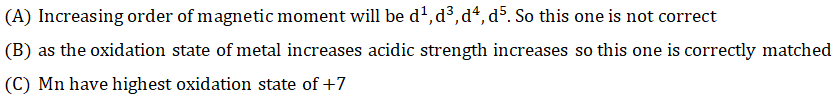 (A) Increasing order of magnetic moment will be d¹, d³, d⁴, d⁵. So this one is not correct
(B) as the oxidation state of metal increases acidic strength increases so this one is correctly matched
(C) Mn have highest oxidation state of +7